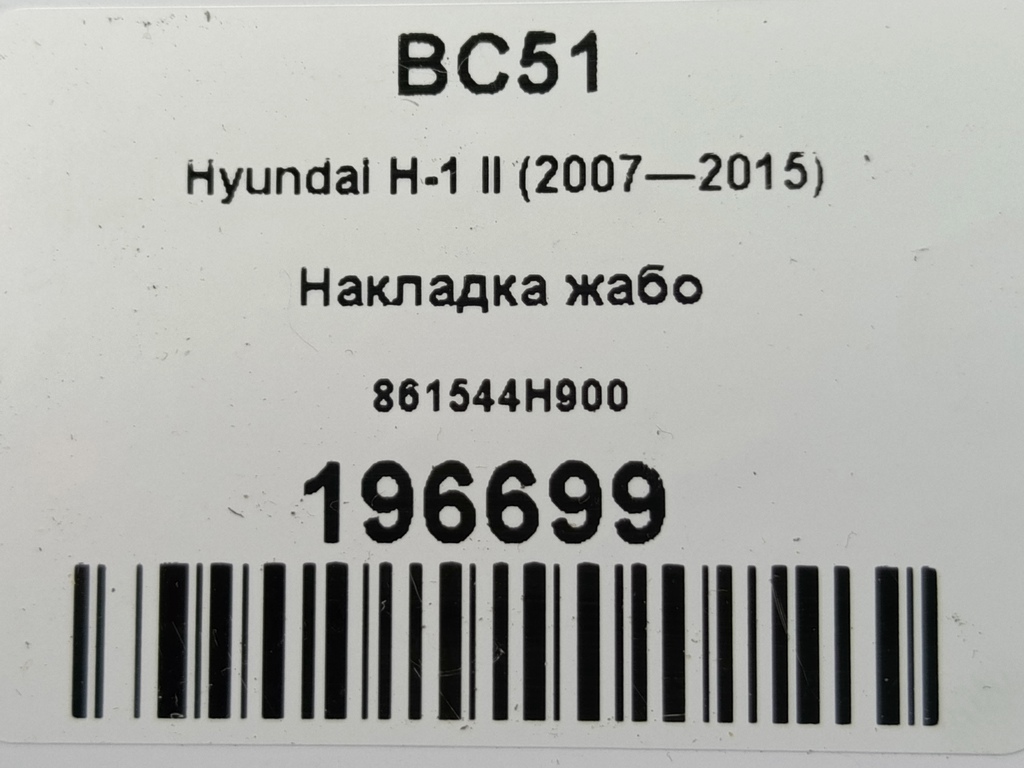 BC51
Hyundai H-1 II (2007—2015)
Накладка жабо
861544H900
196699